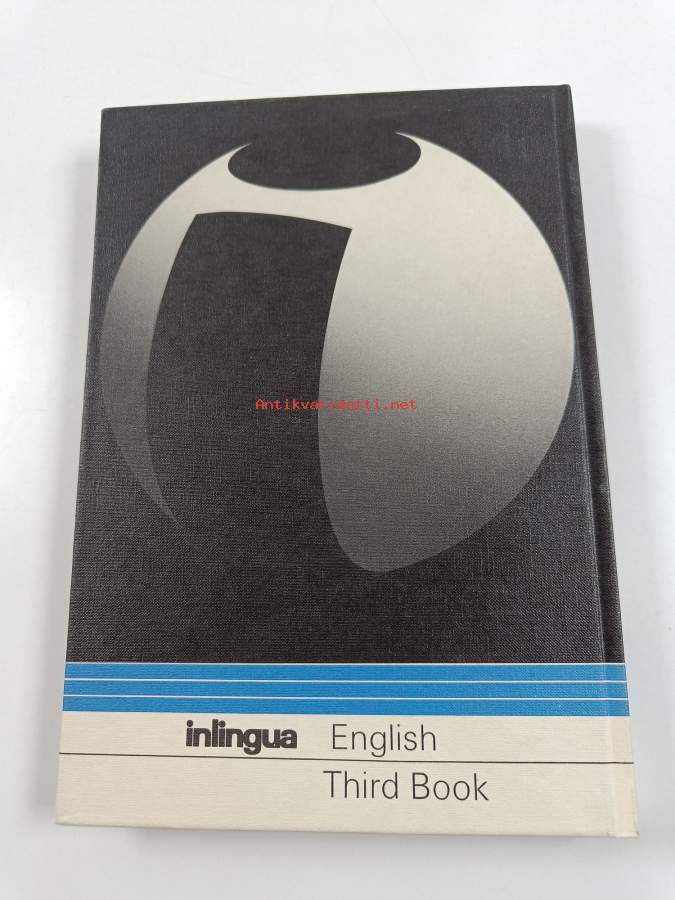 Antikvariaatti.net
inlingua English
Third Book